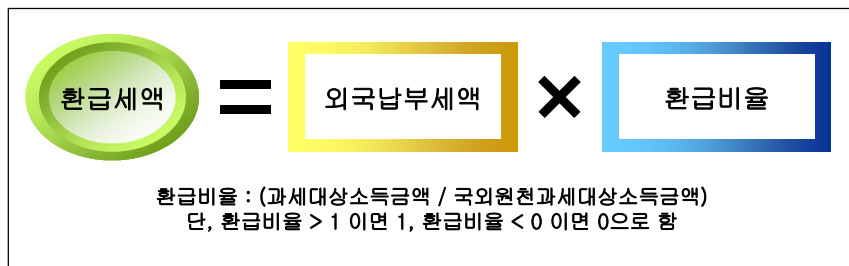 환급세액 = 외국납부세액 × 환급비율
환급비율 : (과세대상소득금액 / 국외원천과세대상소득금액)
단, 환급비율 > 1 이면 1, 환급비율 < 0 이면 0으로 함